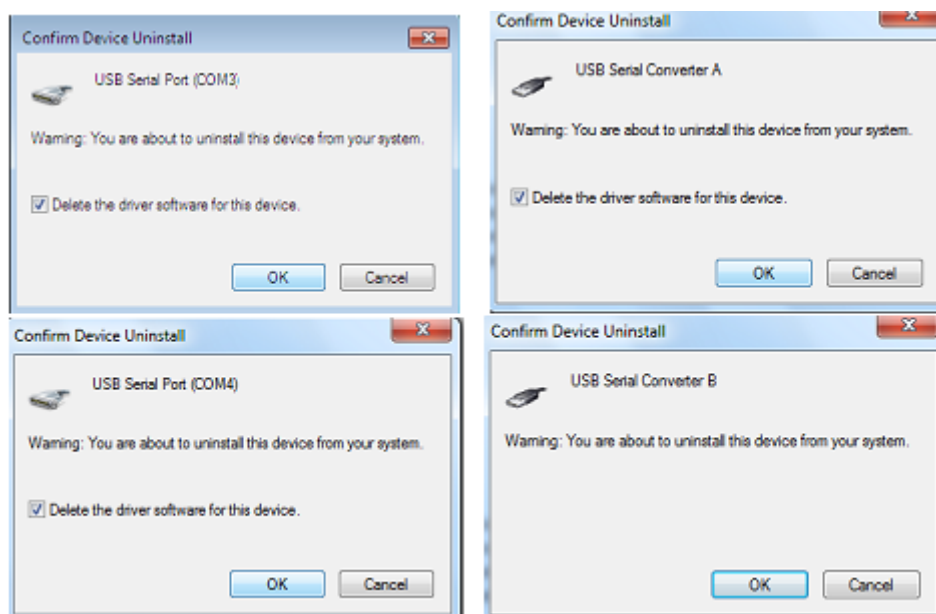 Confirm Device Uninstall
USB Serial Port (COM3)
Warning: You are about to uninstall this device from your system.
Delete the driver software for this device.
OK
Cancel
Confirm Device Uninstall
USB Serial Converter A
Warning: You are about to uninstall this device from your system.
Delete the driver software for this device.
OK
Cancel
Confirm Device Uninstall
USB Serial Port (COM4)
Warning: You are about to uninstall this device from your system.
Delete the driver software for this device.
OK
Cancel
Confirm Device Uninstall
USB Serial Converter B
Warning: You are about to uninstall this device from your system.
OK
Cancel